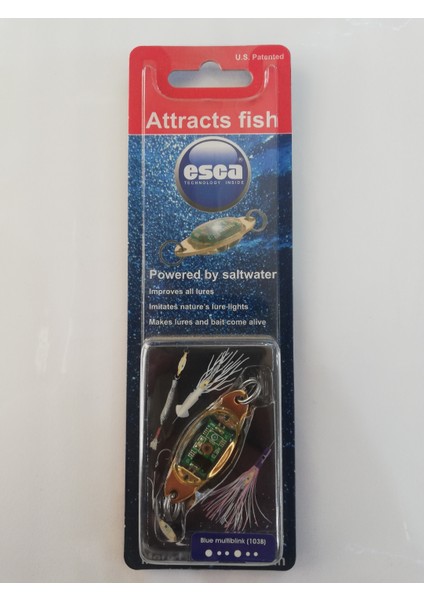 U.S. Patented
Attracts fish
esca®
TECHNOLOGY INSIDE
Powered by saltwater
Improves all lures
Imitates nature's lure-lights
Makes lures and bait come alive
Blue multiblink (103B)